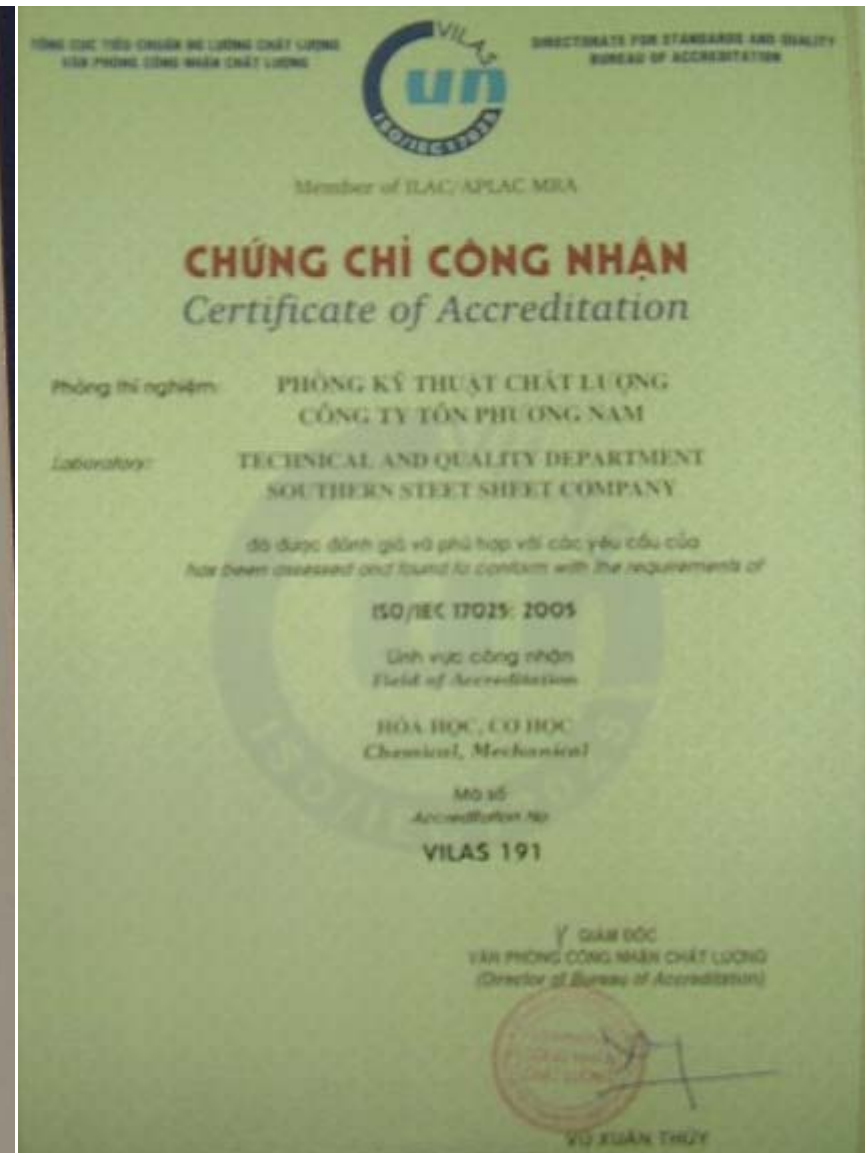 TỔNG CỤC TIÊU CHUẨN ĐO LƯỜNG CHẤT LƯỢNG
VĂN PHÒNG CÔNG NHẬN CHẤT LƯỢNG
DIRECTORATE FOR STANDARDS AND QUALITY
BUREAU OF ACCREDITATION
VILAS
ISO/IEC 17025
Member of ILAC/APLAC MRA
CHỨNG CHỈ CÔNG NHẬN
Certificate of Accreditation
Phòng thí nghiệm: PHÒNG KỸ THUẬT CHẤT LƯỢNG
CÔNG TY TÔN PHƯƠNG NAM
Laboratory: TECHNICAL AND QUALITY DEPARTMENT
SOUTHERN STEET SHEET COMPANY
đã được đánh giá và phù hợp với các yêu cầu của
has been assessed and found to conform with the requirements of
ISO/IEC 17025: 2005
Lĩnh vực công nhận
Field of Accreditation
HÓA HỌC, CƠ HỌC
Chemical, Mechanical
Mã số
Accreditation No
VILAS 191
GIÁM ĐỐC
VĂN PHÒNG CÔNG NHẬN CHẤT LƯỢNG
(Director of Bureau of Accreditation)
VŨ XUÂN THỦY